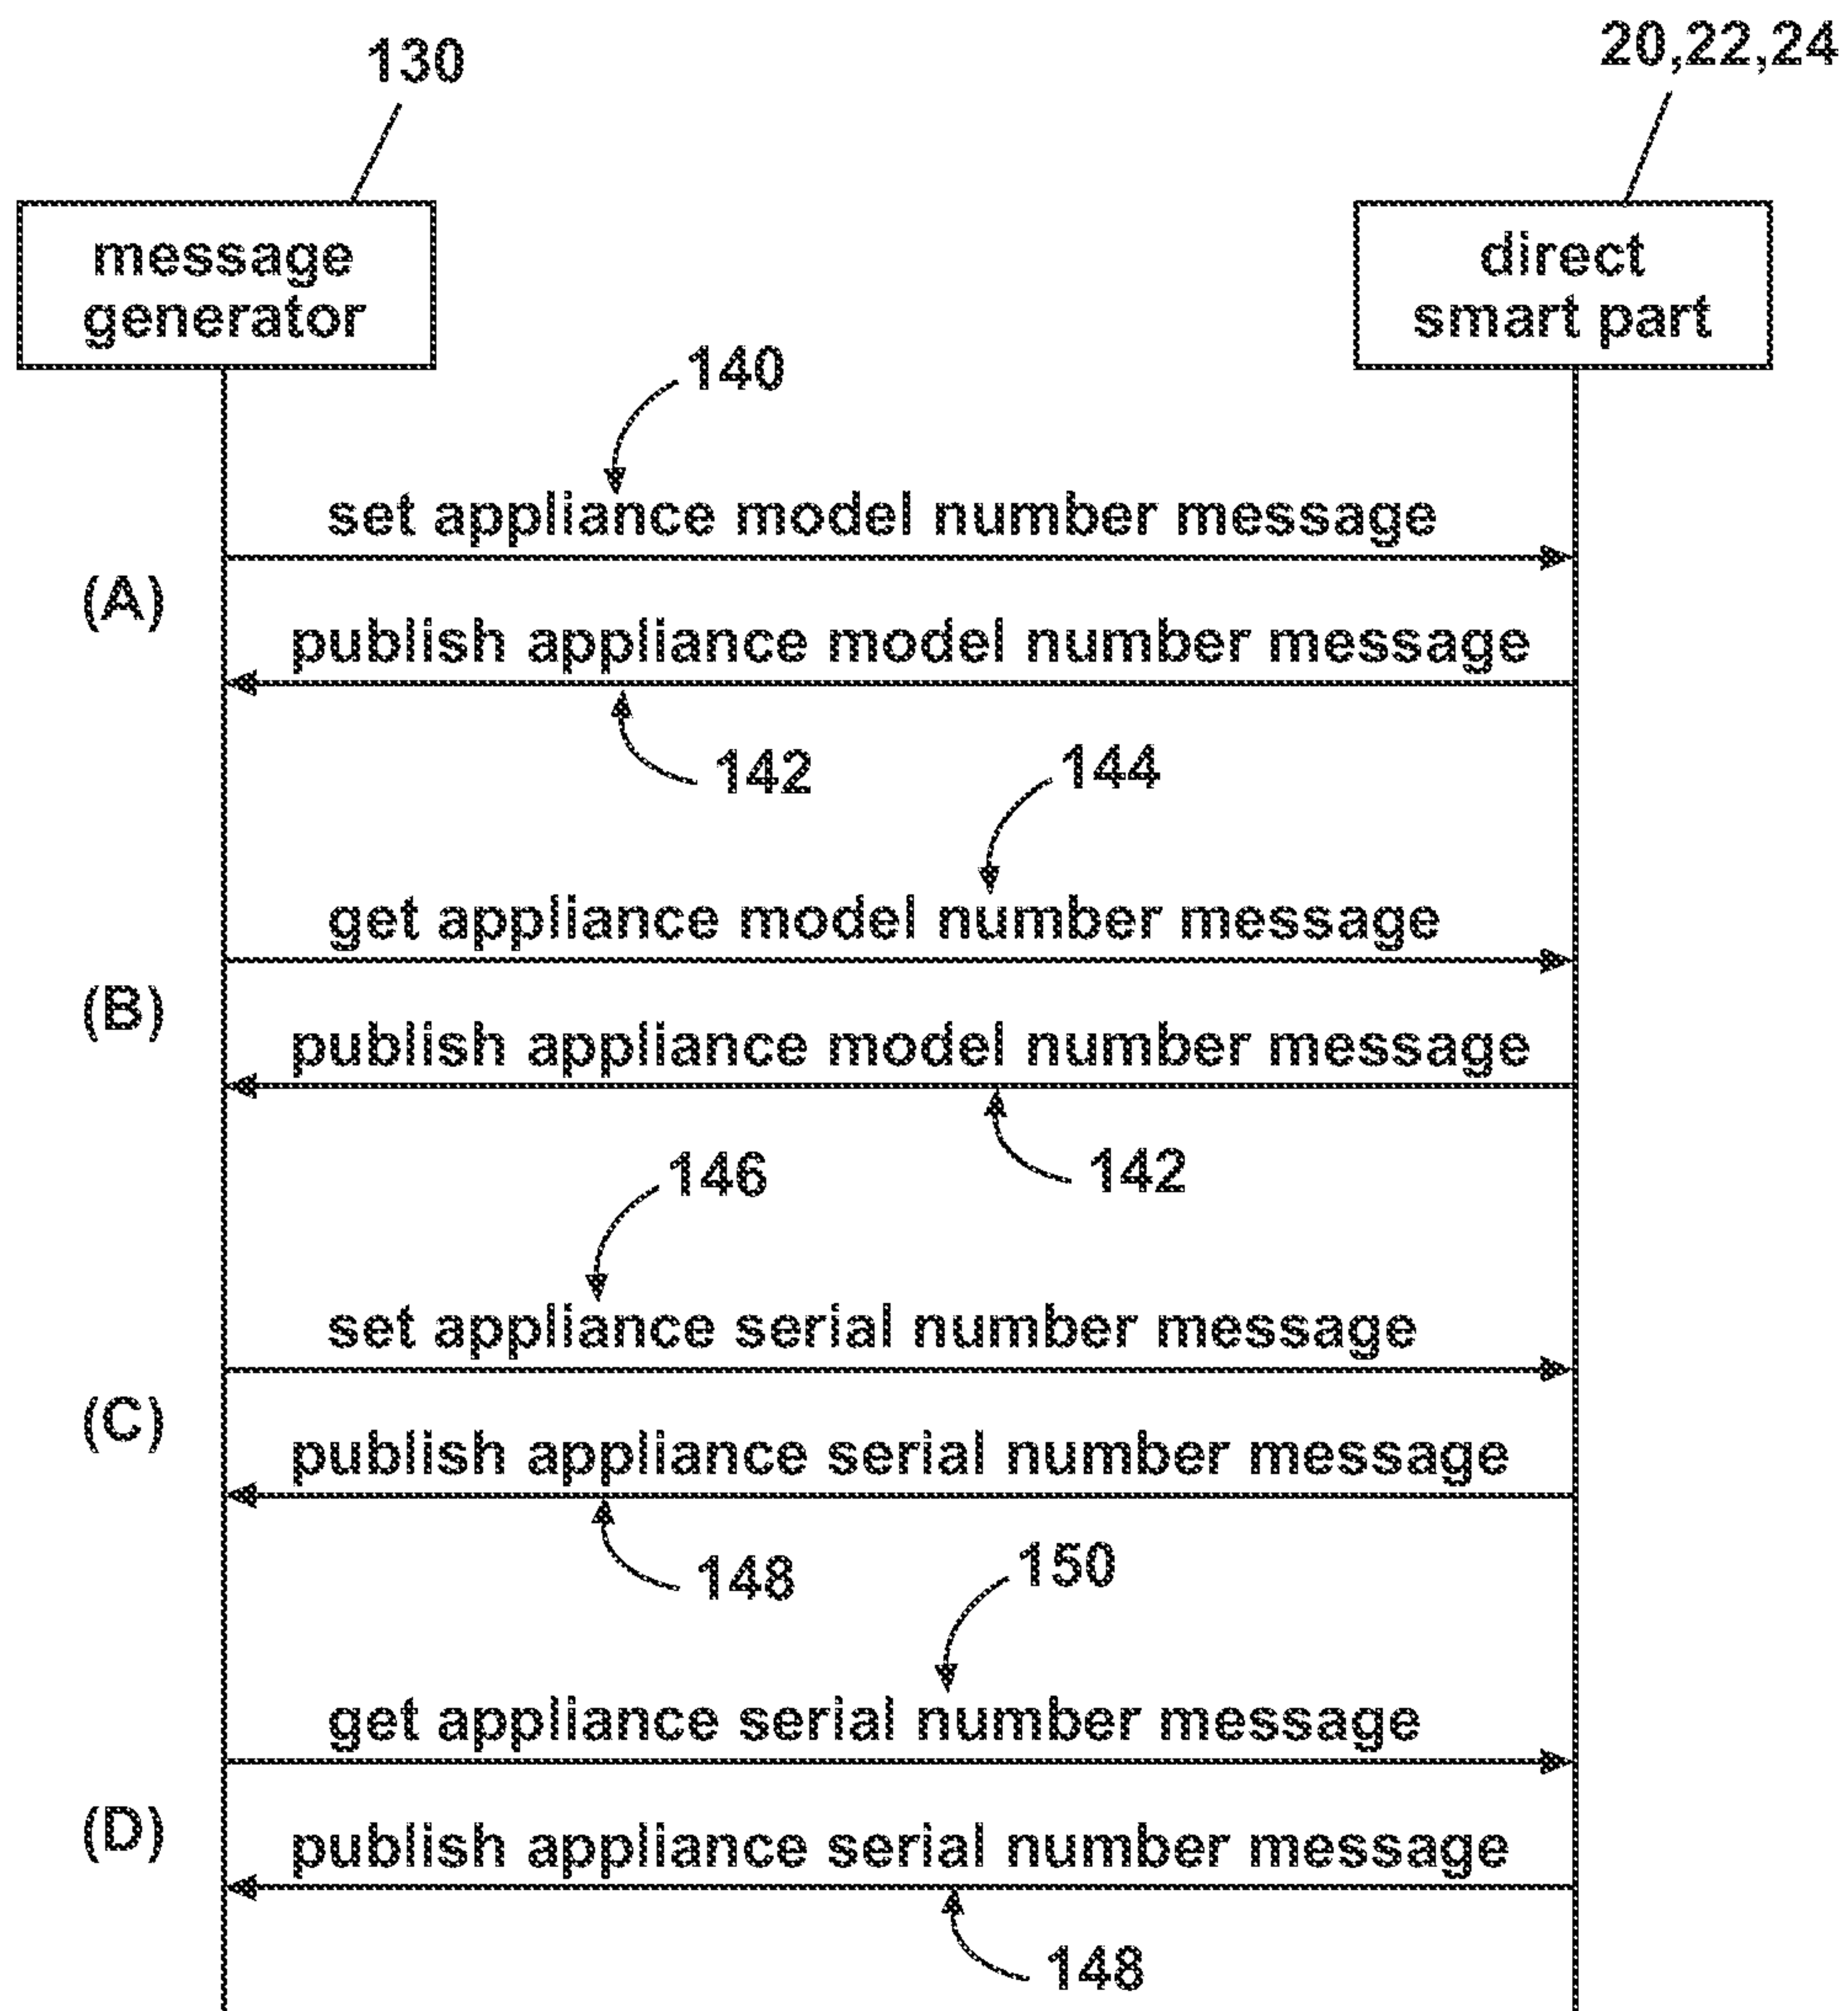 130
20,22,24
message
generator
direct
smart part
140
set appliance model number message
(A)
publish appliance model number message
142
144
get appliance model number message
(B)
publish appliance model number message
142
146
set appliance serial number message
(C)
publish appliance serial number message
148
150
get appliance serial number message
(D)
publish appliance serial number message
148